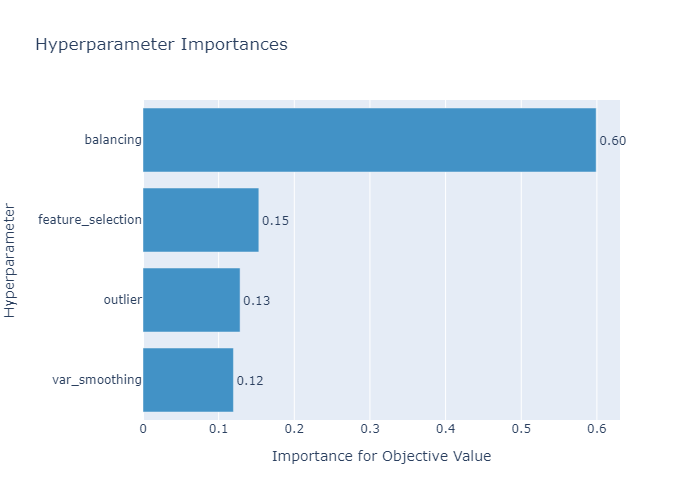 Hyperparameter Importances
Hyperparameter
balancing
0.60
feature_selection
0.15
outlier
0.13
var_smoothing
0.12
0 0.1 0.2 0.3 0.4 0.5 0.6
Importance for Objective Value